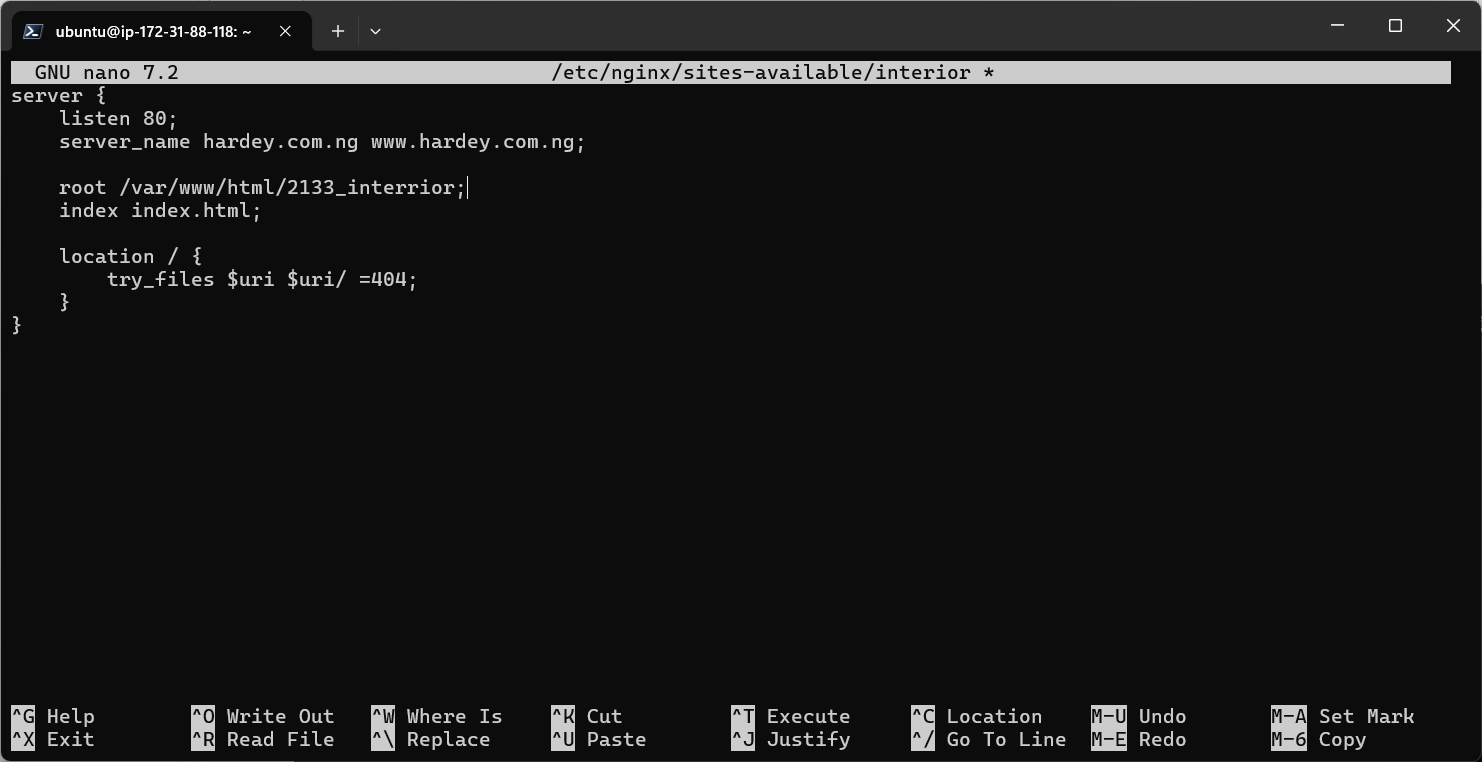 ubuntu@ip-172-31-88-118: ~
GNU nano 7.2 /etc/nginx/sites-available/interior *
server {
    listen 80;
    server_name hardey.com.ng www.hardey.com.ng;

    root /var/www/html/2133_interrior;
    index index.html;

    location / {
        try_files $uri $uri/ =404;
    }
}
^G Help ^O Write Out ^W Where Is ^K Cut ^T Execute ^C Location M-U Undo M-A Set Mark
^X Exit ^R Read File ^\ Replace ^U Paste ^J Justify ^/ Go To Line M-E Redo M-6 Copy